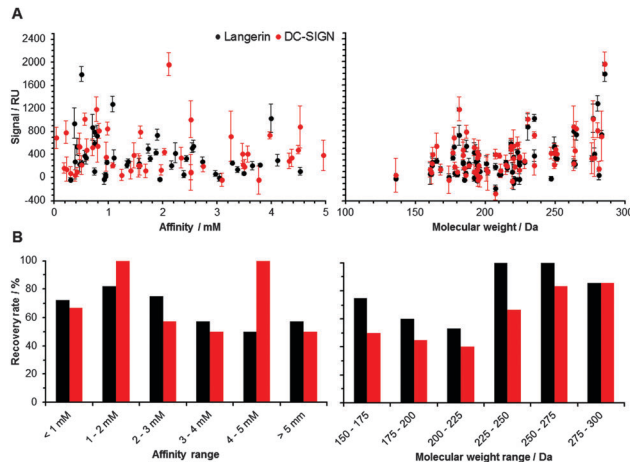 A
Langerin DC-SIGN
Signal / RU
2400
2000
1600
1200
800
400
0
-400
0 1 2 3 4 5
Affinity / mM
100 150 200 250 300
Molecular weight / Da
B
Recovery rate / %
100
80
60
40
20
0
< 1 mM
1 - 2 mM
2 - 3 mM
3 - 4 mM
4 - 5 mM
> 5 mm
Affinity range
150 - 175
175 - 200
200 - 225
225 - 250
250 - 275
275 - 300
Molecular weight range / Da